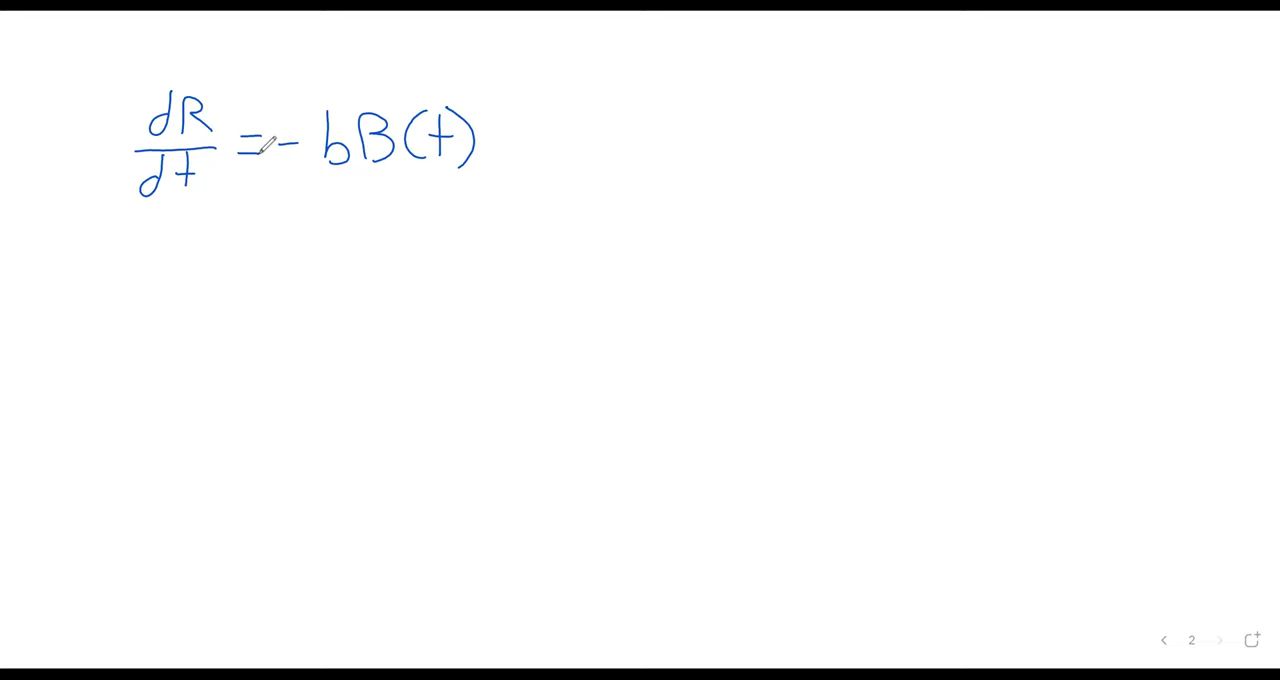 dR/dt = - bB(t)
2